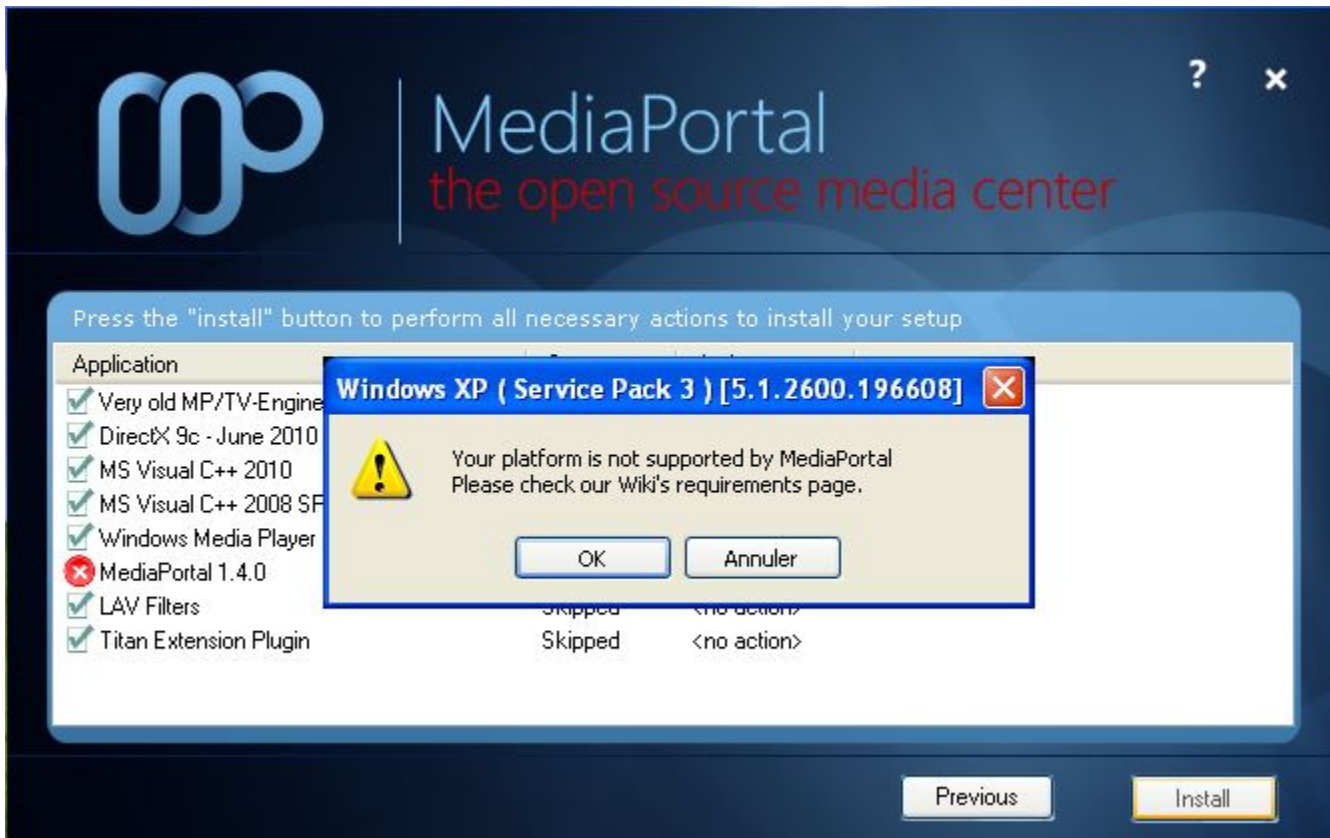 MediaPortal
the open source media center
? ×
Press the "install" button to perform all necessary actions to install your setup
Application
Windows XP ( Service Pack 3 ) [5.1.2600.196608]
Your platform is not supported by MediaPortal
Please check our Wiki's requirements page.
OK Annuler
Very old MP/TV-Engine
DirectX 9c - June 2010
MS Visual C++ 2010
MS Visual C++ 2008
Windows Media Player
MediaPortal 1.4.0
LAV Filters Skipped <no action>
Titan Extension Plugin Skipped <no action>
Previous Install